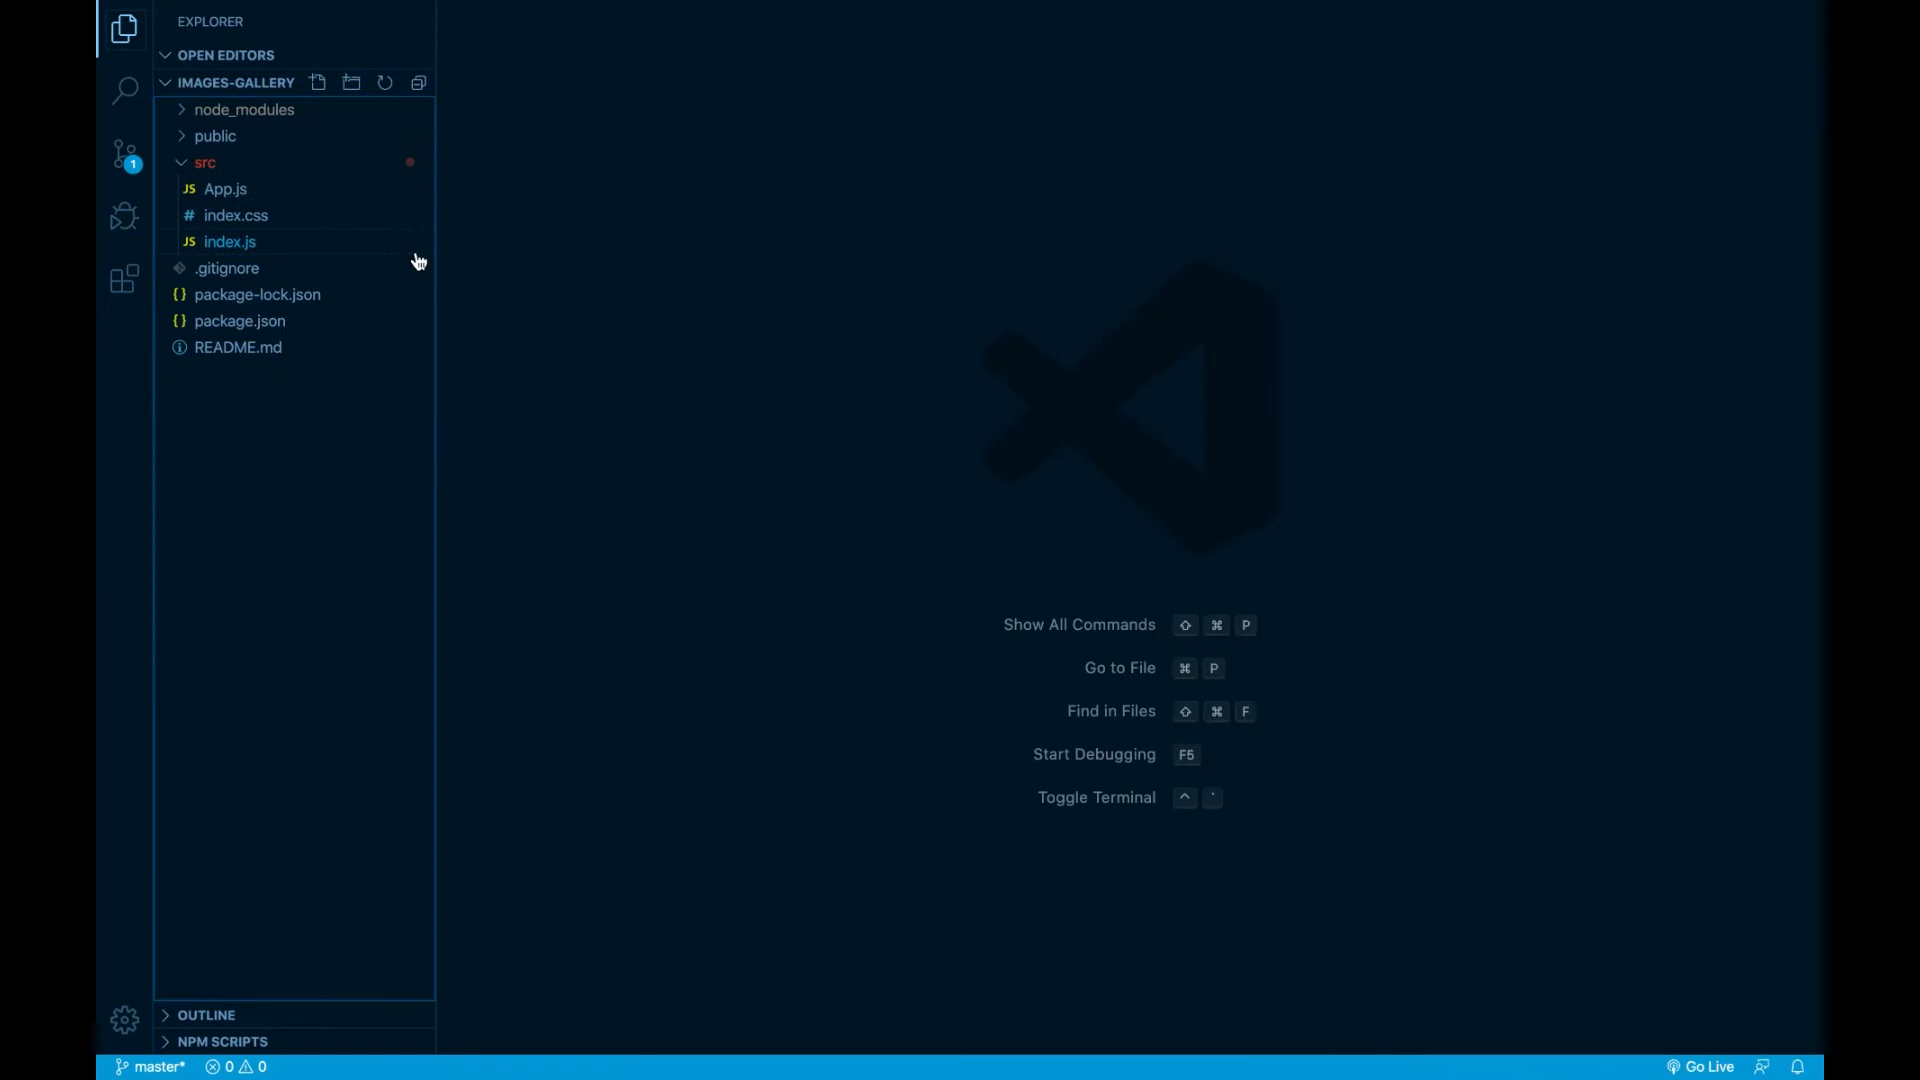 EXPLORER
OPEN EDITORS
IMAGES-GALLERY
node_modules
public
src
JS App.js
# index.css
JS index.js
.gitignore
{} package-lock.json
{} package.json
README.md
1
Show All Commands ⇧ ⌘ P
Go to File ⌘ P
Find in Files ⇧ ⌘ F
Start Debugging F5
Toggle Terminal ^ `
OUTLINE
NPM SCRIPTS
master* 0 0 Go Live